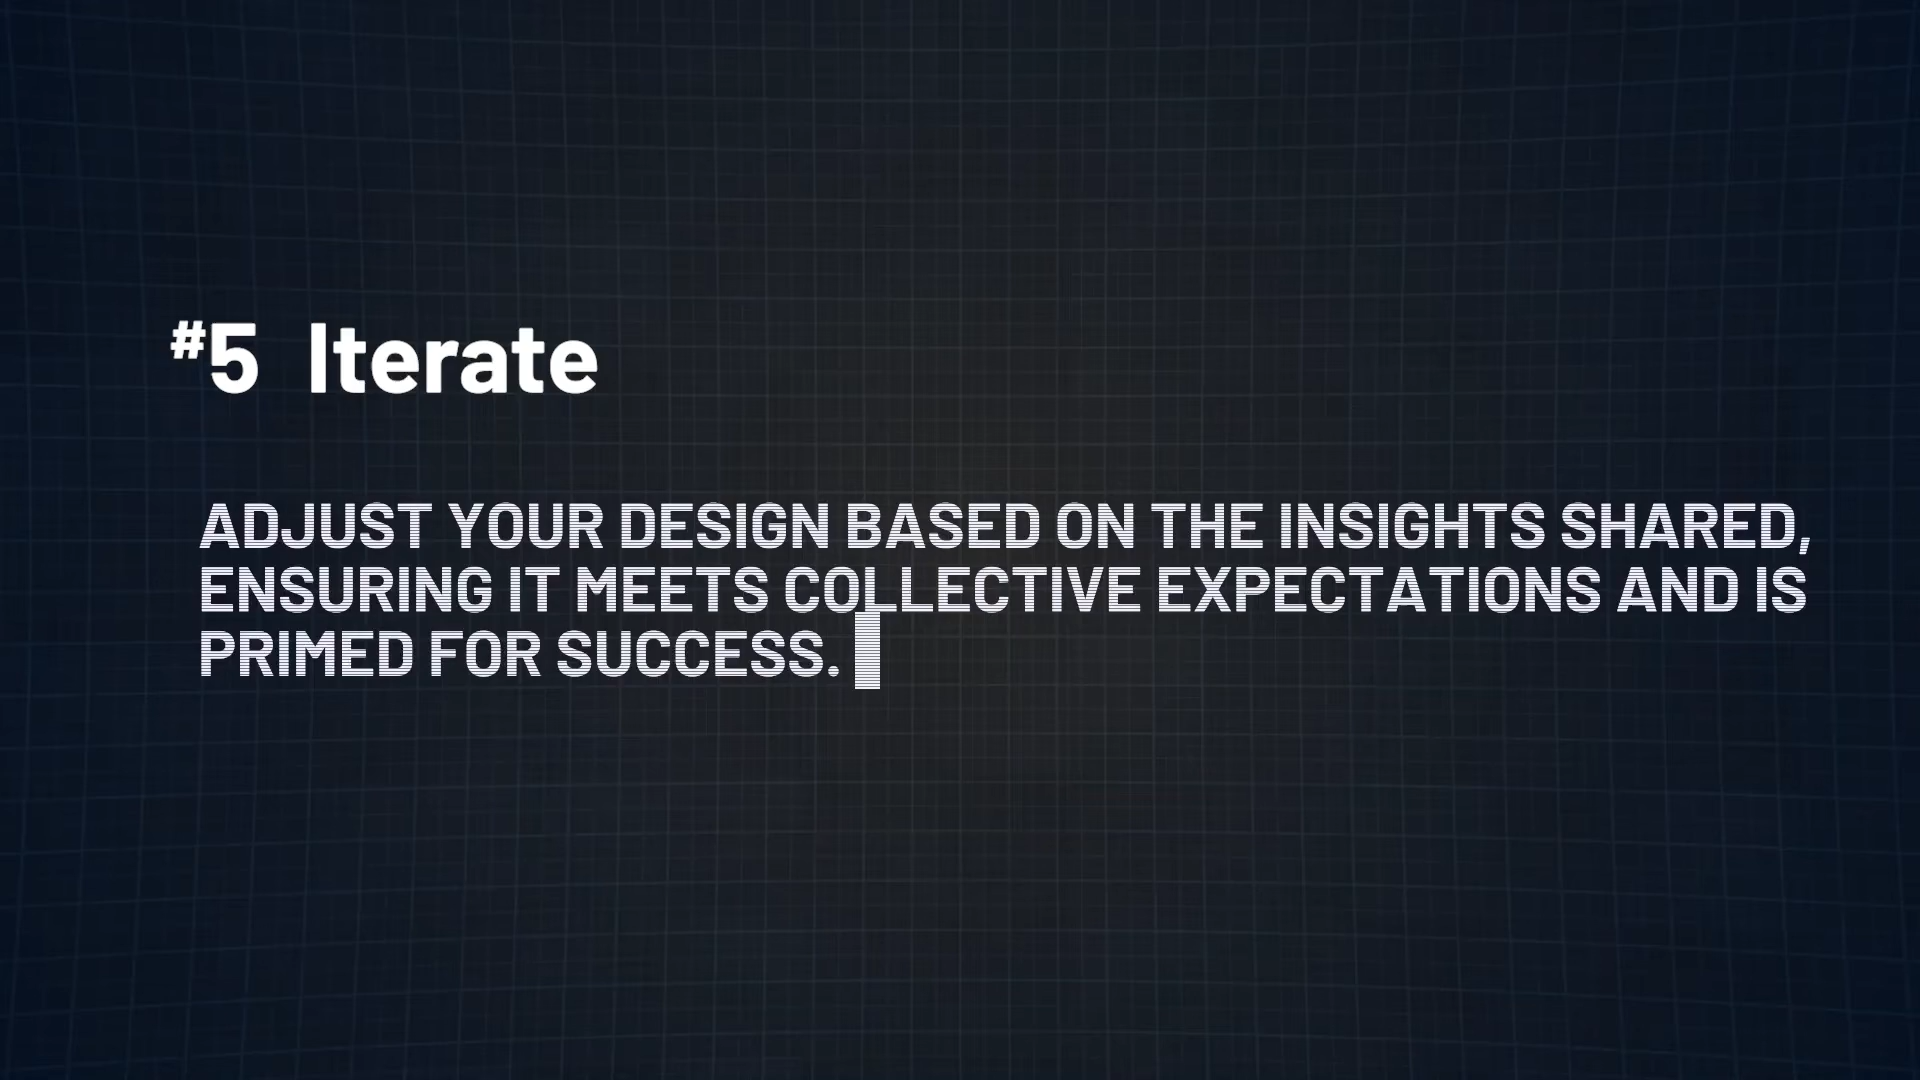 #5 Iterate
ADJUST YOUR DESIGN BASED ON THE INSIGHTS SHARED,
ENSURING IT MEETS COLLECTIVE EXPECTATIONS AND IS
PRIMED FOR SUCCESS.